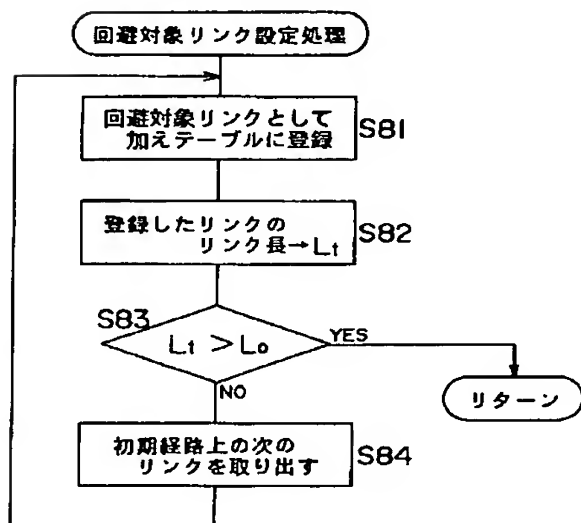 回避対象リンク設定処理
回避対象リンクとして
加えテーブルに登録
S81
登録したリンクの
リンク長→Lt
S82
S83
Lt >Lo
YES
NO
リターン
初期経路上の次の
リンクを取り出す
S84